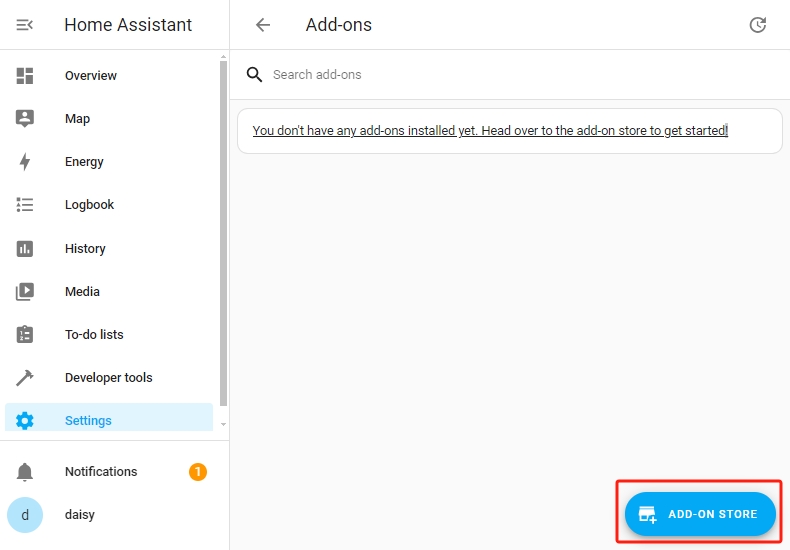 Home Assistant
Add-ons
Overview
Map
Energy
Logbook
History
Media
To-do lists
Developer tools
Settings
Notifications
1
d
daisy
Search add-ons
You don't have any add-ons installed yet. Head over to the add-on store to get started!
ADD-ON STORE